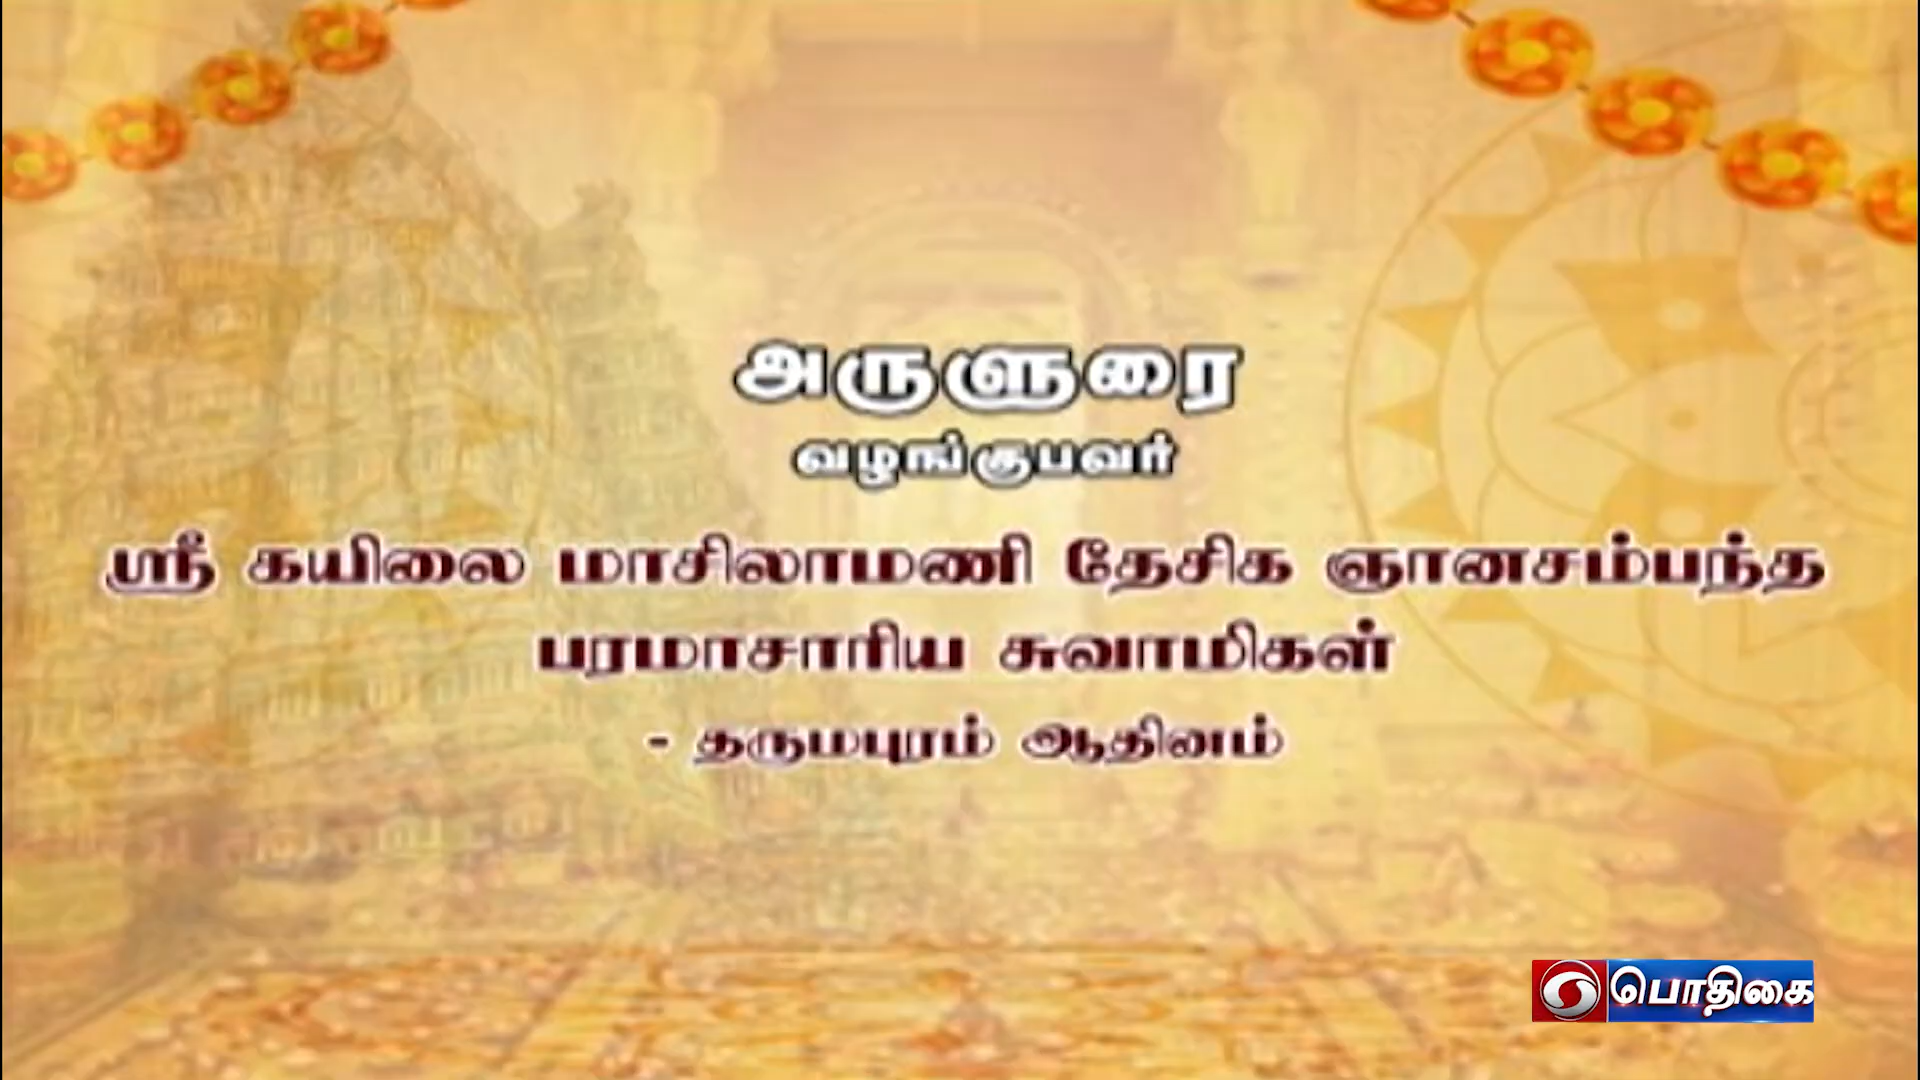 அருளுரை
வழங்குபவர்
ஸ்ரீ கயிலை மாசிலாமணி தேசிக ஞானசம்பந்த
பரமாசாரிய சுவாமிகள்
- தருமபுரம் ஆதினம்
பொதிகை